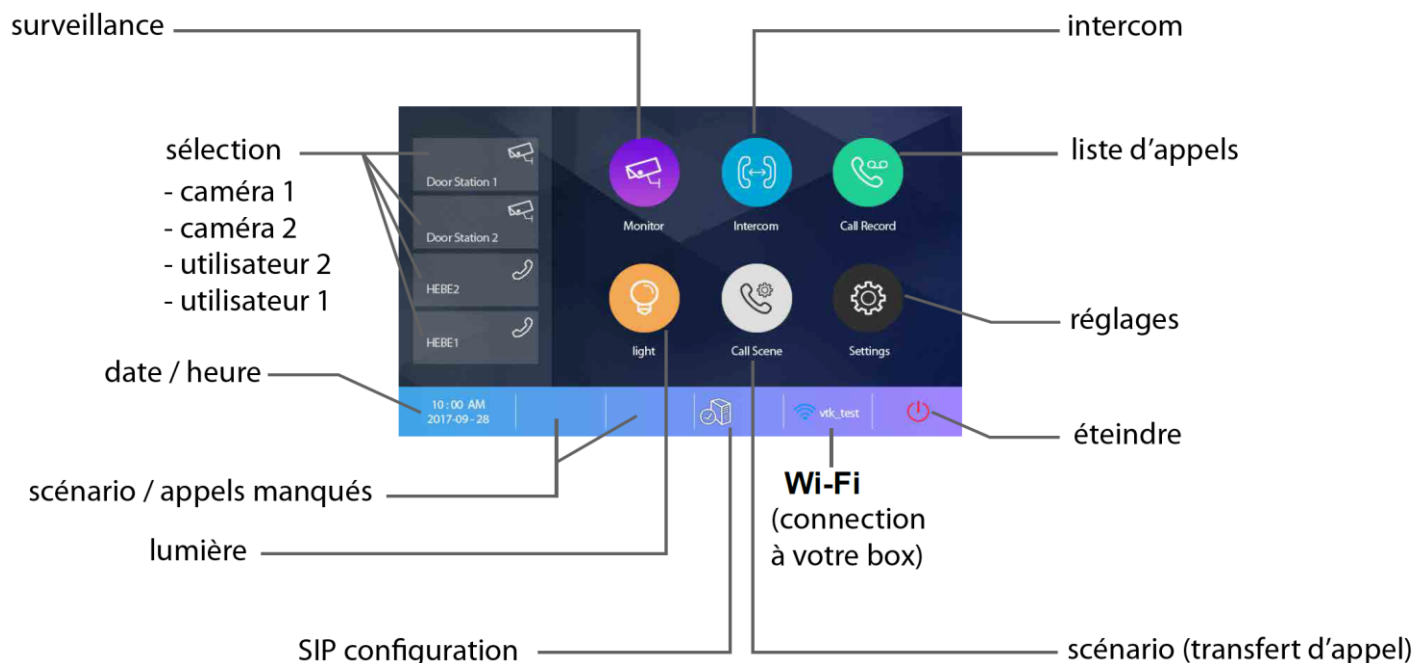 surveillance
intercom
sélection
- caméra 1
- caméra 2
- utilisateur 2
- utilisateur 1
liste d'appels
Door Station 1
Door Station 2
HEBE2
HEBE1
Monitor
Intercom
Call Record
light
Call Scene
Settings
réglages
date / heure
10:00 AM
2017-09-28
vtk_test
éteindre
scénario / appels manqués
Wi-Fi
(connection
à votre box)
lumière
SIP configuration
scénario (transfert d'appel)